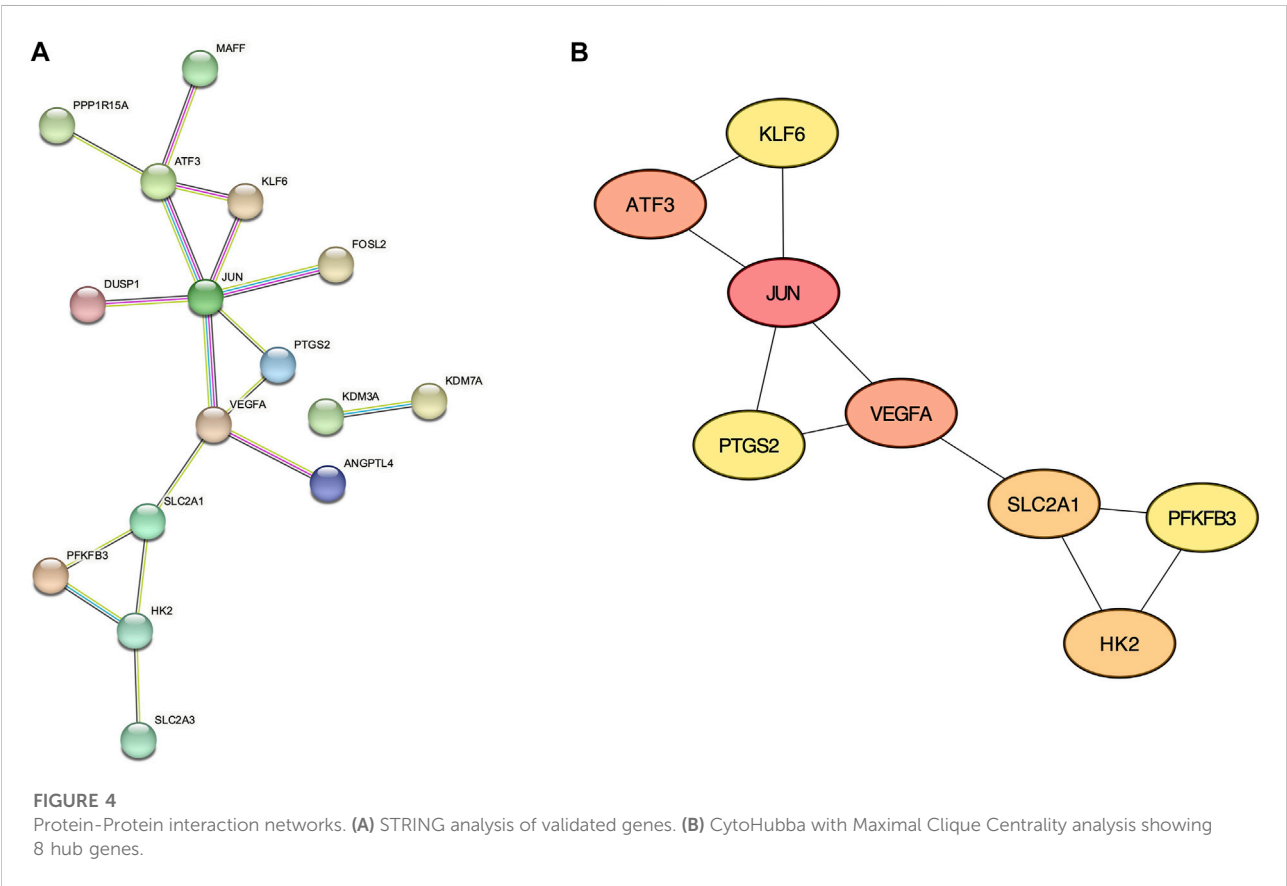 A
MAFF
PPP1R15A
ATF3
KLF6
FOSL2
JUN
DUSP1
PTGS2
VEGFA
KDM3A
KDM7A
ANGPTL4
SLC2A1
PFKFB3
HK2
SLC2A3
B
KLF6
ATF3
JUN
VEGFA
PTGS2
SLC2A1
PFKFB3
HK2
FIGURE 4
Protein-Protein interaction networks. (A) STRING analysis of validated genes. (B) CytoHubba with Maximal Clique Centrality analysis showing
8 hub genes.